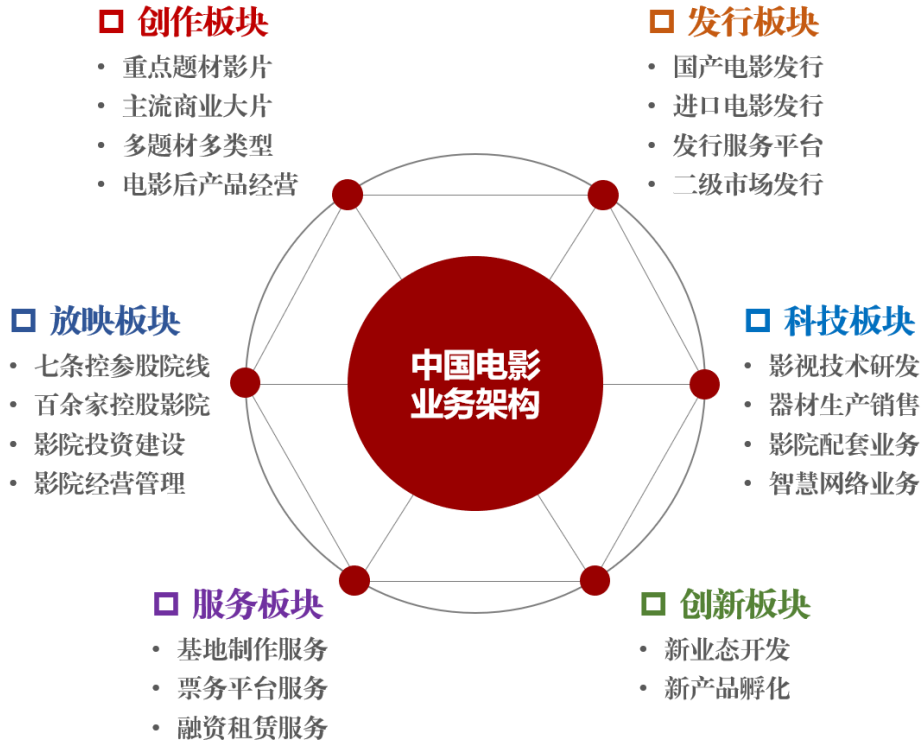 创作板块
重点题材影片
主流商业大片
多题材多类型
电影后产品经营
发行板块
国产电影发行
进口电影发行
发行服务平台
二级市场发行
放映板块
七条控参股院线
百余家控股影院
影院投资建设
影院经营管理
中国电影
业务架构
科技板块
影视技术研发
器材生产销售
影院配套业务
智慧网络业务
服务板块
基地制作服务
票务平台服务
融资租赁服务
创新板块
新业态开发
新产品孵化